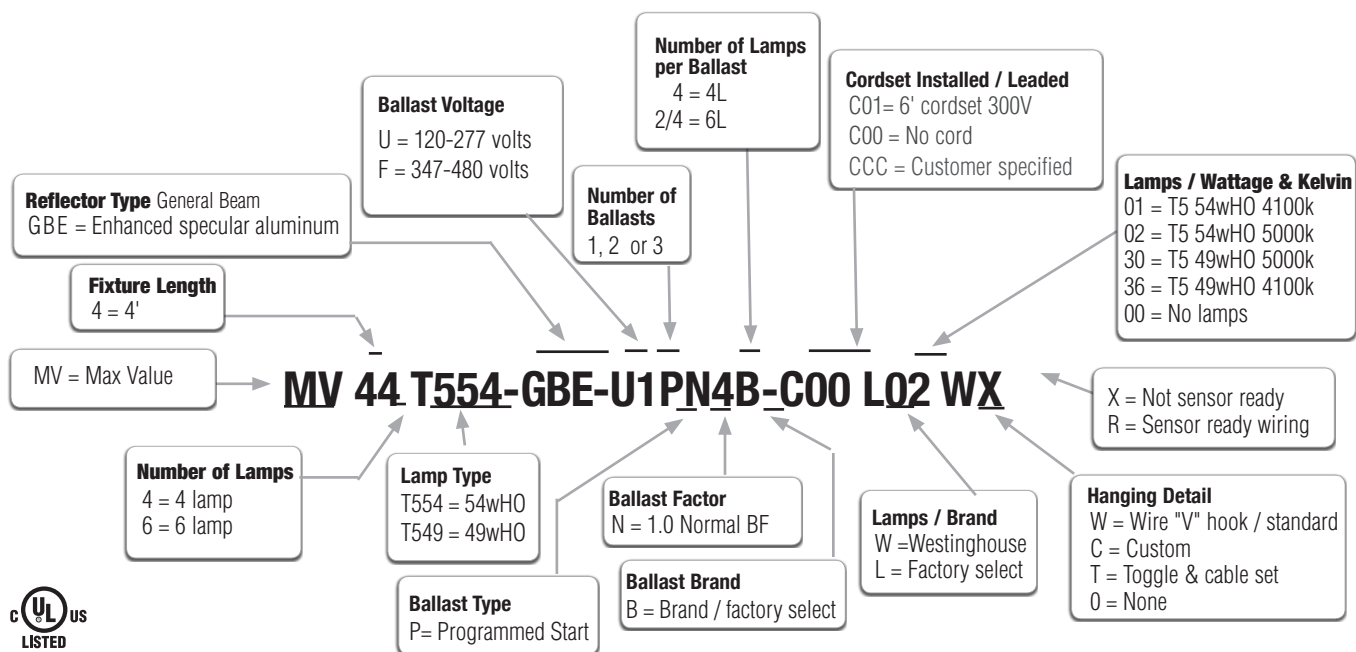 Number of Lamps
per Ballast
4 = 4L
2/4 = 6L
Cordset Installed / Leaded
C01= 6' cordset 300V
C00 = No cord
CCC = Customer specified
Ballast Voltage
U = 120-277 volts
F = 347-480 volts
Reflector Type General Beam
GBE = Enhanced specular aluminum
Number of
Ballasts
1, 2 or 3
Lamps / Wattage & Kelvin
01 = T5 54wHO 4100k
02 = T5 54wHO 5000k
30 = T5 49wHO 5000k
36 = T5 49wHO 4100k
00 = No lamps
Fixture Length
4 = 4'
MV = Max Value
MV 44 T554-GBE-U1PN4B-C00 L02 WX
X = Not sensor ready
R = Sensor ready wiring
Number of Lamps
4 = 4 lamp
6 = 6 lamp
Lamp Type
T554 = 54wHO
T549 = 49wHO
Ballast Factor
N = 1.0 Normal BF
Lamps / Brand
W =Westinghouse
L = Factory select
Hanging Detail
W = Wire "V" hook / standard
C = Custom
T = Toggle & cable set
0 = None
Ballast Type
P= Programmed Start
Ballast Brand
B = Brand / factory select
C UL US
®
LISTED